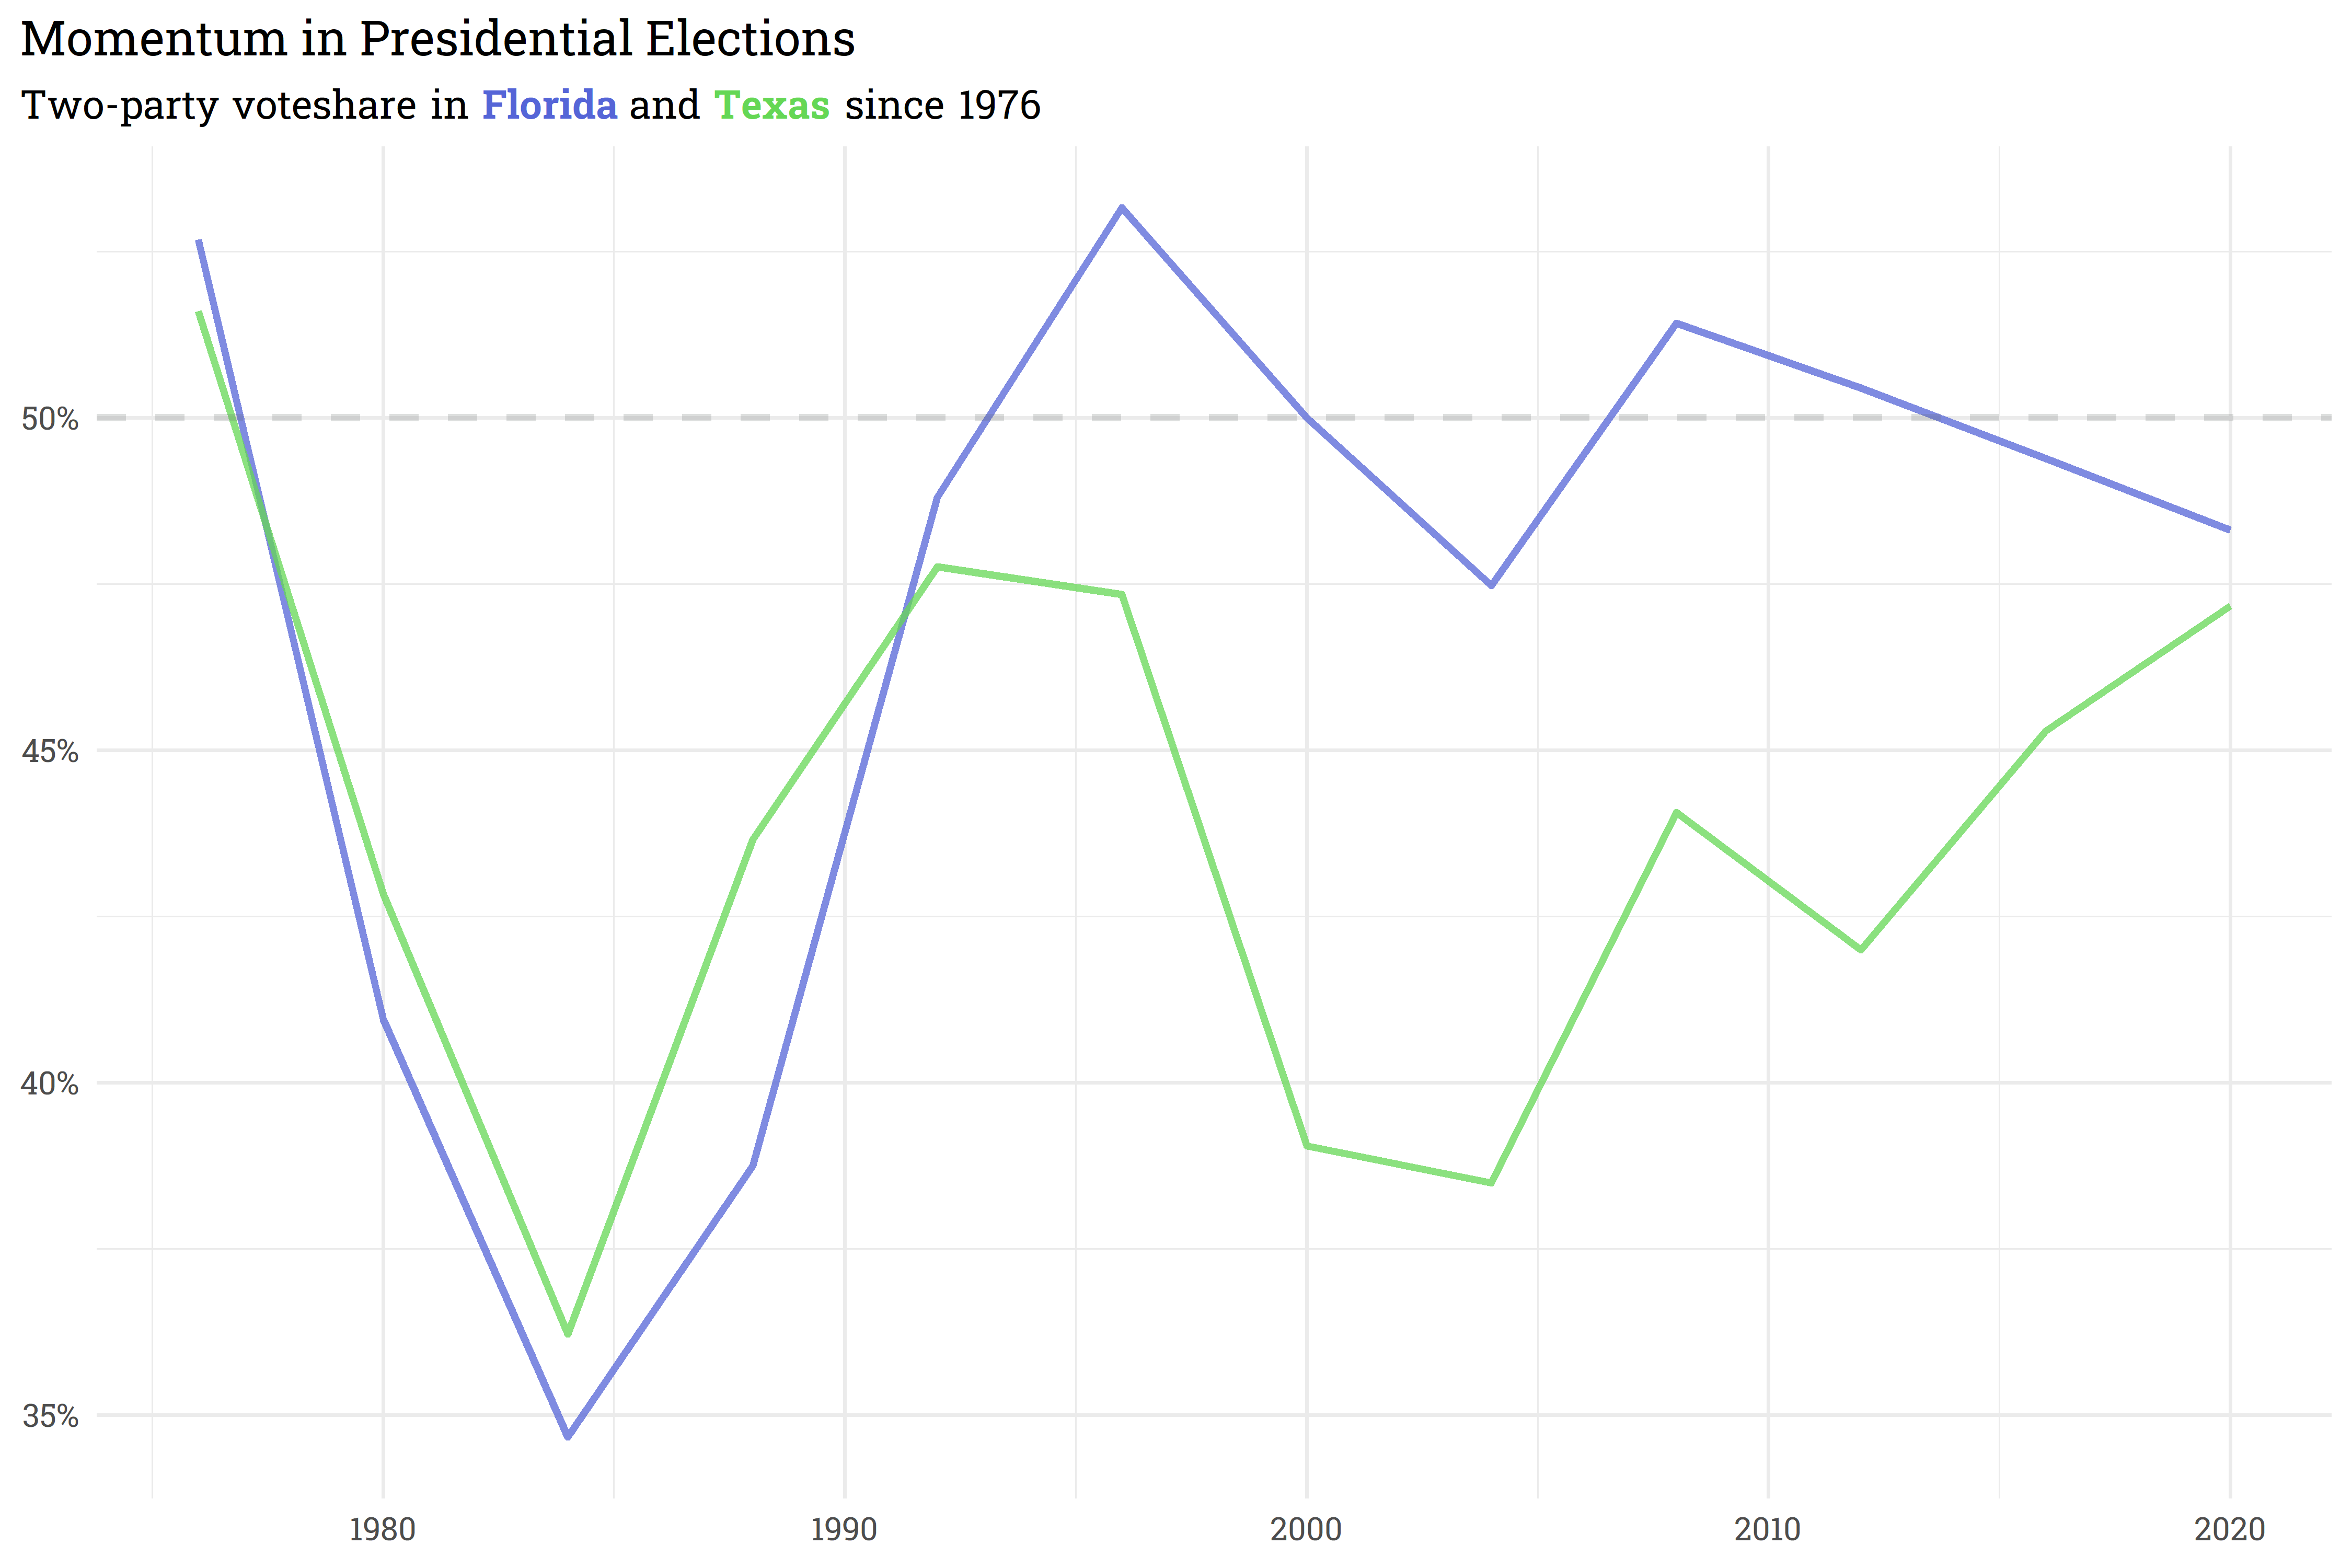 Momentum in Presidential Elections
Two-party voteshare in Florida and Texas since 1976
50%
45%
40%
35%
1980 1990 2000 2010 2020